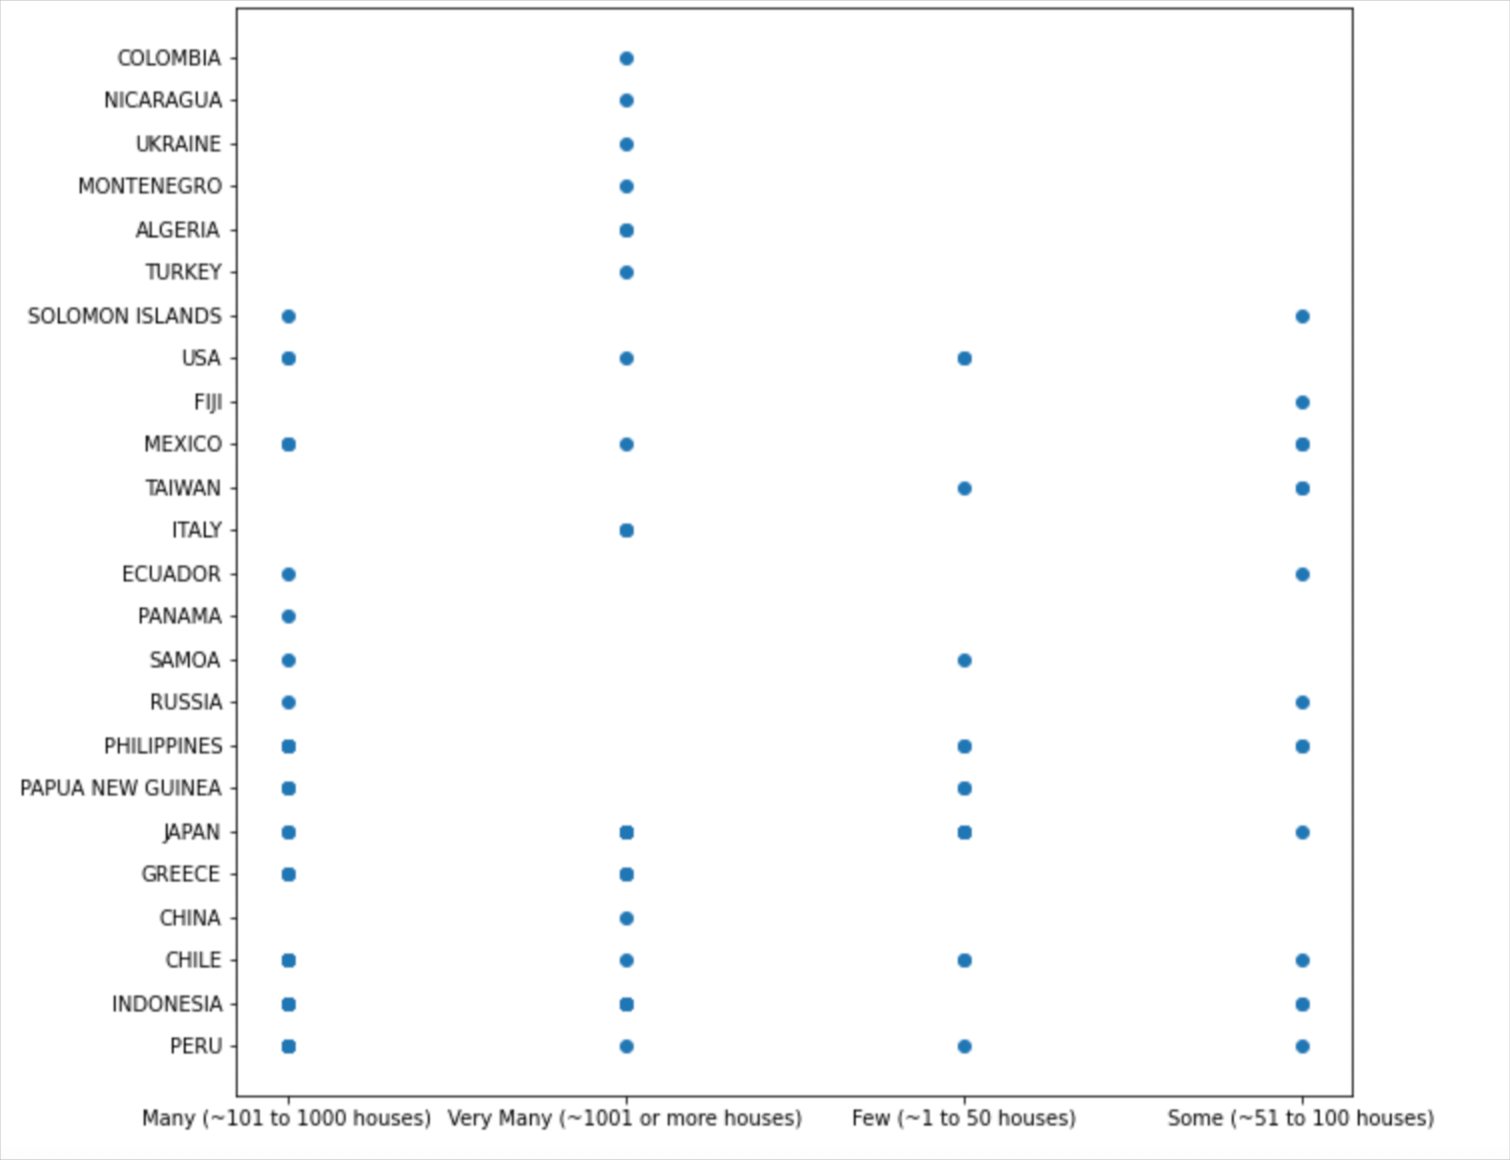 COLOMBIA
NICARAGUA
UKRAINE
MONTENEGRO
ALGERIA
TURKEY
SOLOMON ISLANDS
USA
FIJI
MEXICO
TAIWAN
ITALY
ECUADOR
PANAMA
SAMOA
RUSSIA
PHILIPPINES
PAPUA NEW GUINEA
JAPAN
GREECE
CHINA
CHILE
INDONESIA
PERU
Many (~101 to 1000 houses) Very Many (~1001 or more houses) Few (~1 to 50 houses) Some (~51 to 100 houses)